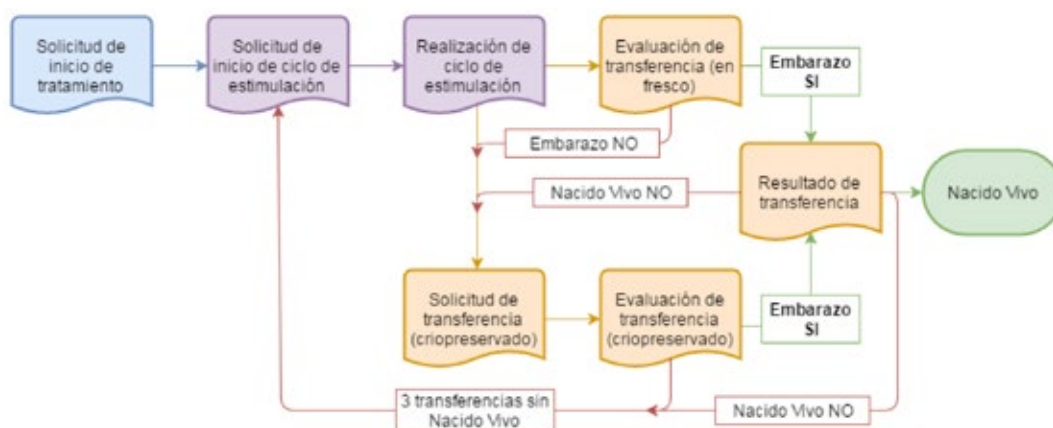 Solicitud de
inicio de
tratamiento
Solicitud de
inicio de ciclo de
estimulación
Realización de
ciclo de
estimulación
Evaluación de
transferencia (en
fresco)
Embarazo
SI
Embarazo NO
Nacido Vivo NO
Resultado de
transferencia
Nacido Vivo
Solicitud de
transferencia
(criopreservado)
Evaluación de
transferencia
(criopreservado)
Embarazo
SI
3 transferencias sin
Nacido Vivo
Nacido Vivo NO